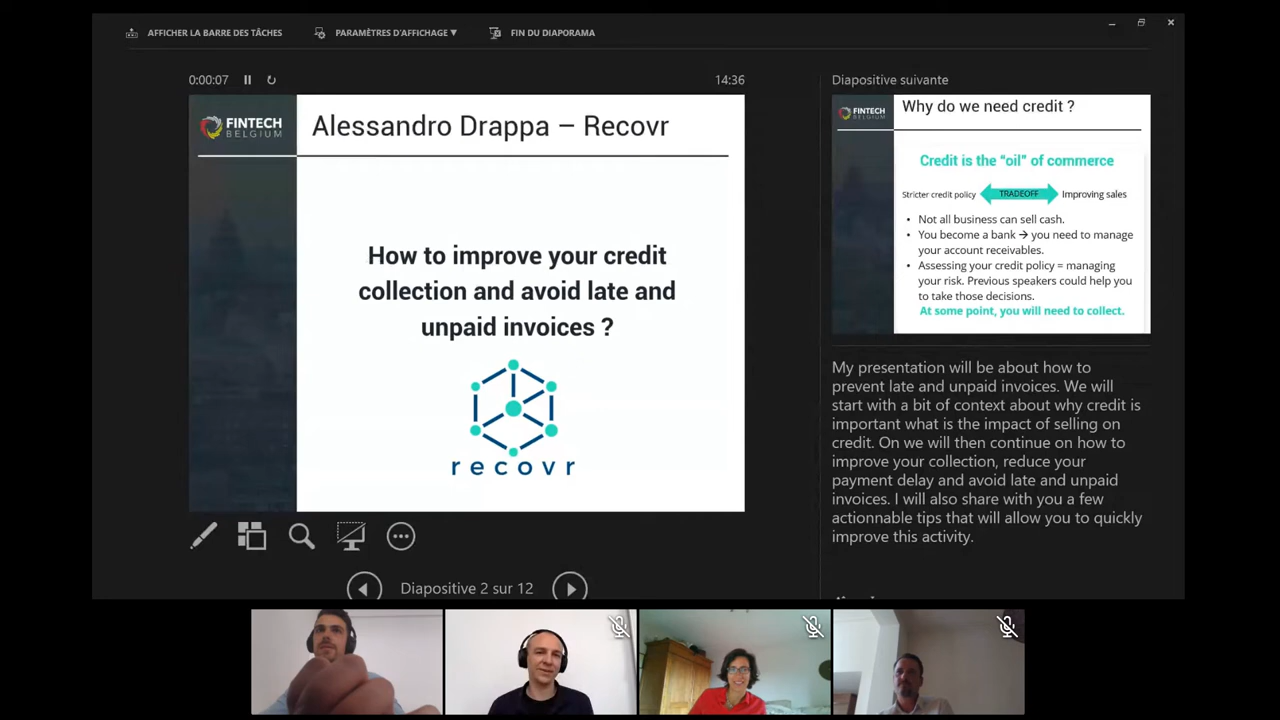 AFFICHER LA BARRE DES TÂCHES
PARAMÈTRES D'AFFICHAGE ▼
FIN DU DIAPORAMA
0:00:07
14:36
FINTECH
BELGIUM
Alessandro Drappa – Recovr
How to improve your credit
collection and avoid late and
unpaid invoices ?
recovr
Diapositive 2 sur 12
Diapositive suivante
FINTECH
BELGIUM
Why do we need credit ?
Credit is the “oil” of commerce
Stricter credit policy
TRADEOFF
Improving sales
• Not all business can sell cash.
• You become a bank → you need to manage
your account receivables.
• Assessing your credit policy = managing
your risk. Previous speakers could help you
to take those decisions.
At some point, you will need to collect.
My presentation will be about how to
prevent late and unpaid invoices. We will
start with a bit of context about why credit is
important what is the impact of selling on
credit. On we will then continue on how to
improve your collection, reduce your
payment delay and avoid late and unpaid
invoices. I will also share with you a few
actionnable tips that will allow you to quickly
improve this activity.